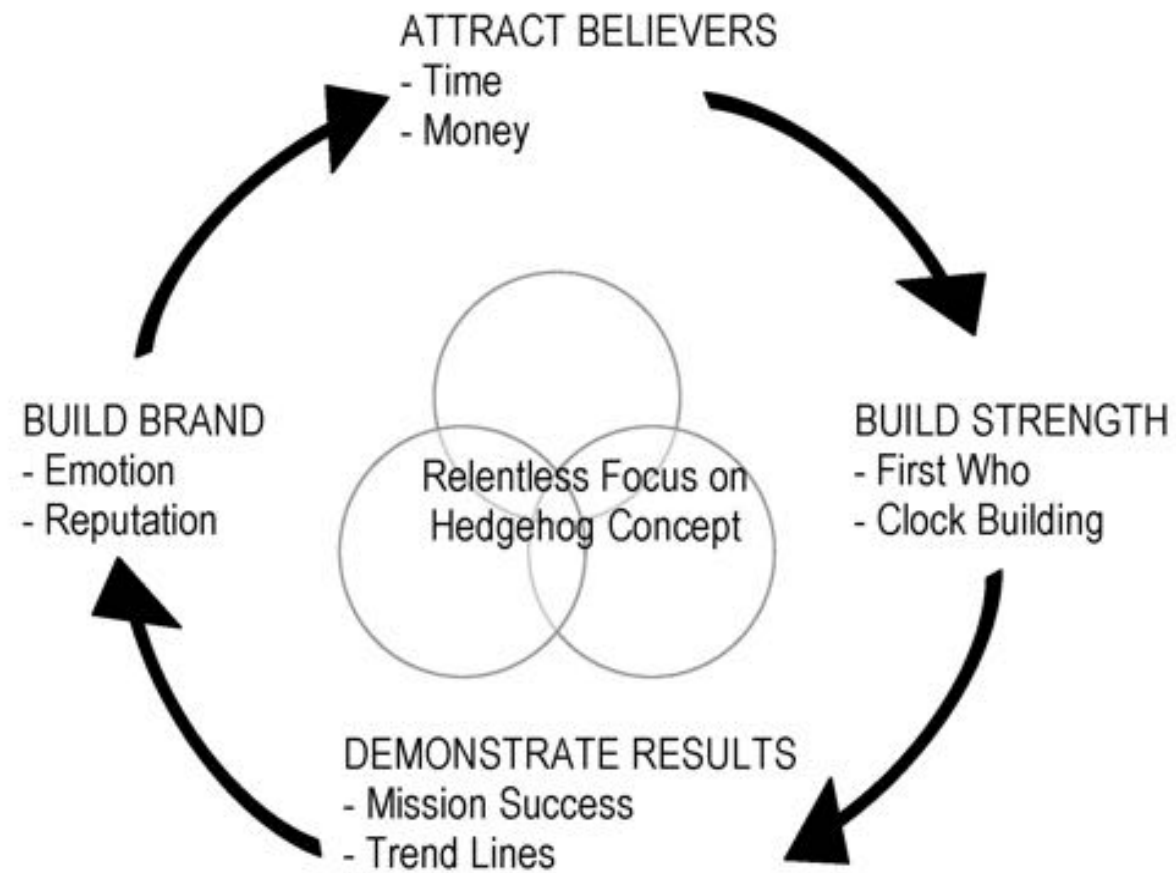 ATTRACT BELIEVERS
- Time
- Money
BUILD STRENGTH
- First Who
- Clock Building
DEMONSTRATE RESULTS
- Mission Success
- Trend Lines
BUILD BRAND
- Emotion
- Reputation
Relentless Focus on
Hedgehog Concept